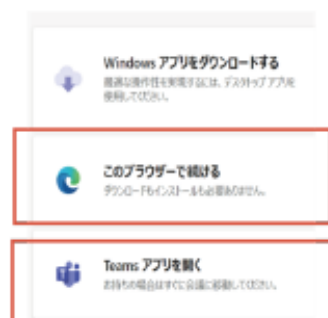 Windows アプリをダウンロードする
最適な操作性を実現するには、デスクトップ アプリを
使用してください。
このブラウザーで続ける
ダウンロードもインストールも必要ありません。
Teams アプリを開く
お持ちの場合はすぐに会議に移動してください。